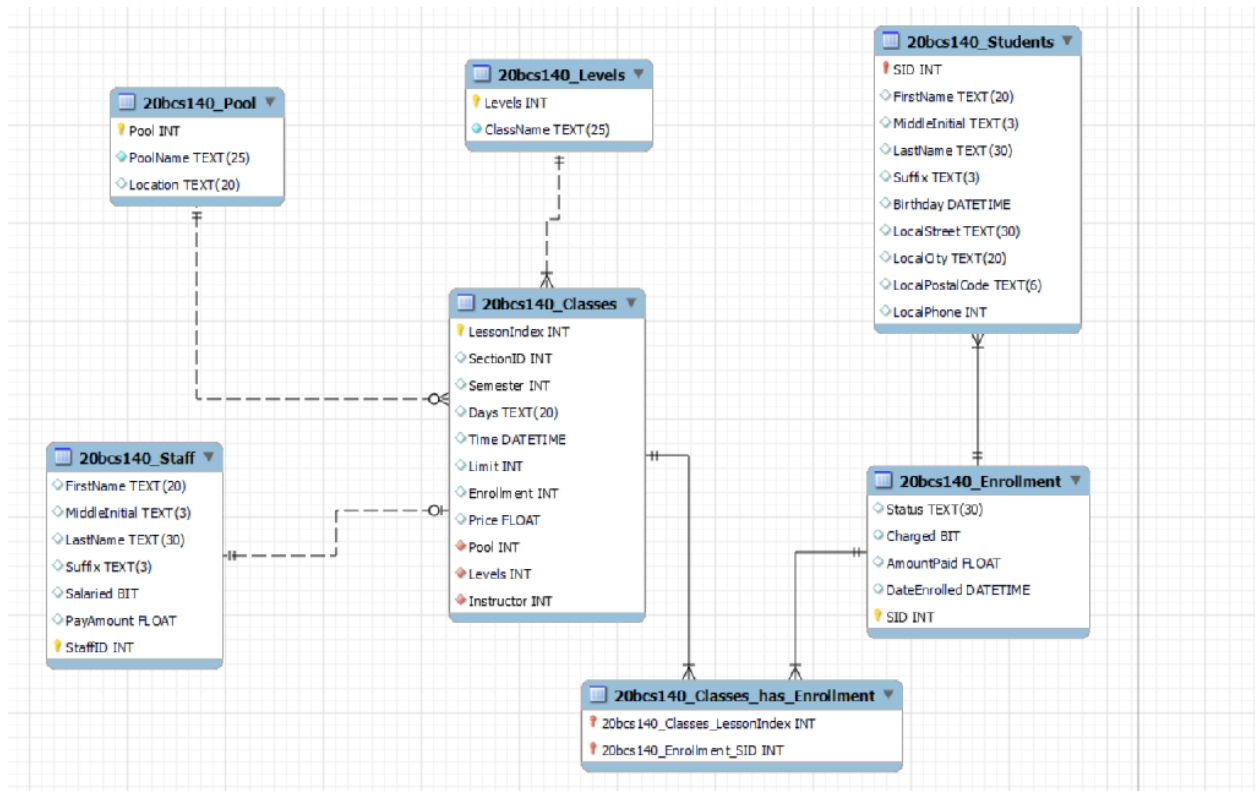 20bcs140_Pool
Pool INT
PoolName TEXT(25)
Location TEXT(20)
20bcs140_Levels
Levels INT
ClassName TEXT(25)
20bcs140_Students
SID INT
FirstName TEXT(20)
MiddleInitial TEXT(3)
LastName TEXT(30)
Suffix TEXT(3)
Birthday DATETIME
LocalStreet TEXT(30)
LocalCity TEXT(20)
LocalPostalCode TEXT(6)
LocalPhone INT
20bcs140_Classes
LessonIndex INT
SectionID INT
Semester INT
Days TEXT(20)
Time DATETIME
Limit INT
Enrollment INT
Price FLOAT
Pool INT
Levels INT
Instructor INT
20bcs140_Staff
FirstName TEXT(20)
MiddleInitial TEXT(3)
LastName TEXT(30)
Suffix TEXT(3)
Salaried BIT
PayAmount FLOAT
StaffID INT
20bcs140_Enrollment
Status TEXT(30)
Charged BIT
AmountPaid FLOAT
DateEnrolled DATETIME
SID INT
20bcs140_Classes_has_Enrollment
20bcs140_Classes_LessonIndex INT
20bcs140_Enrollment_SID INT